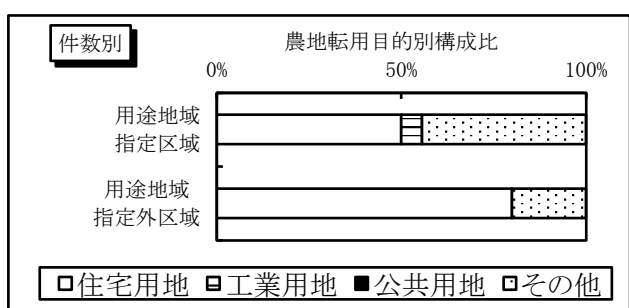 件数別
農地転用目的別構成比
0% 50% 100%
用途地域
指定区域
用途地域
指定外区域
住宅用地 工業用地 公共用地 その他